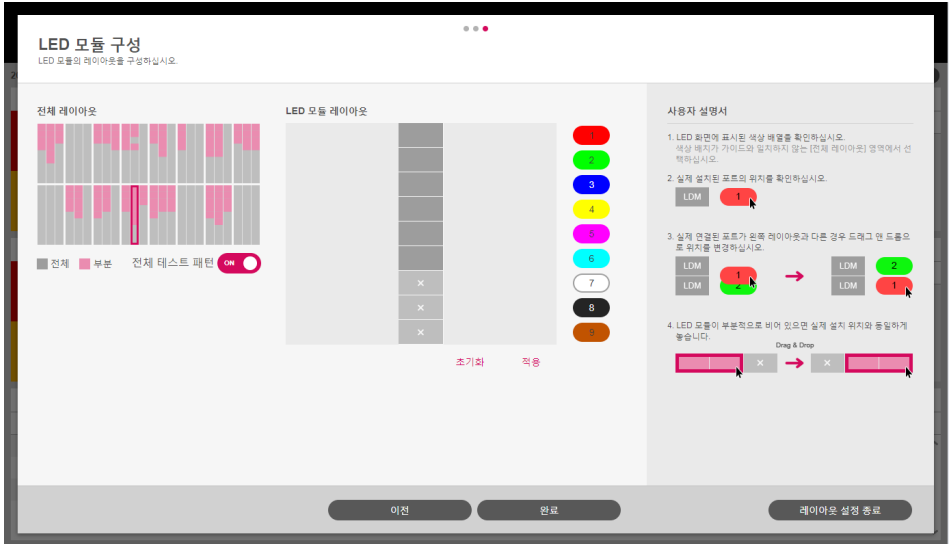 LED 모듈 구성
LED 모듈의 레이아웃을 구성하십시오.
전체 레이아웃
전체
부분
전체 테스트 패턴
ON
LED 모듈 레이아웃
×
×
×
1
2
3
4
5
6
7
8
9
초기화
적용
사용자 설명서
1. LED 화면에 표시된 색상 배열을 확인하십시오.
색상 배지가 가이드와 일치하지 않는 [전체 레이아웃] 영역에서 선
택하십시오.
2. 실제 설치된 포트의 위치를 확인하십시오.
LDM
1
3. 실제 연결된 포트가 왼쪽 레이아웃과 다른 경우 드래그 앤 드롭으
로 위치를 변경하십시오.
LDM
1
LDM
2
LDM
2
LDM
1
4. LED 모듈이 부분적으로 비어 있으면 실제 설치 위치와 동일하게
놓습니다.
Drag & Drop
×
×
이전
완료
레이아웃 설정 종료